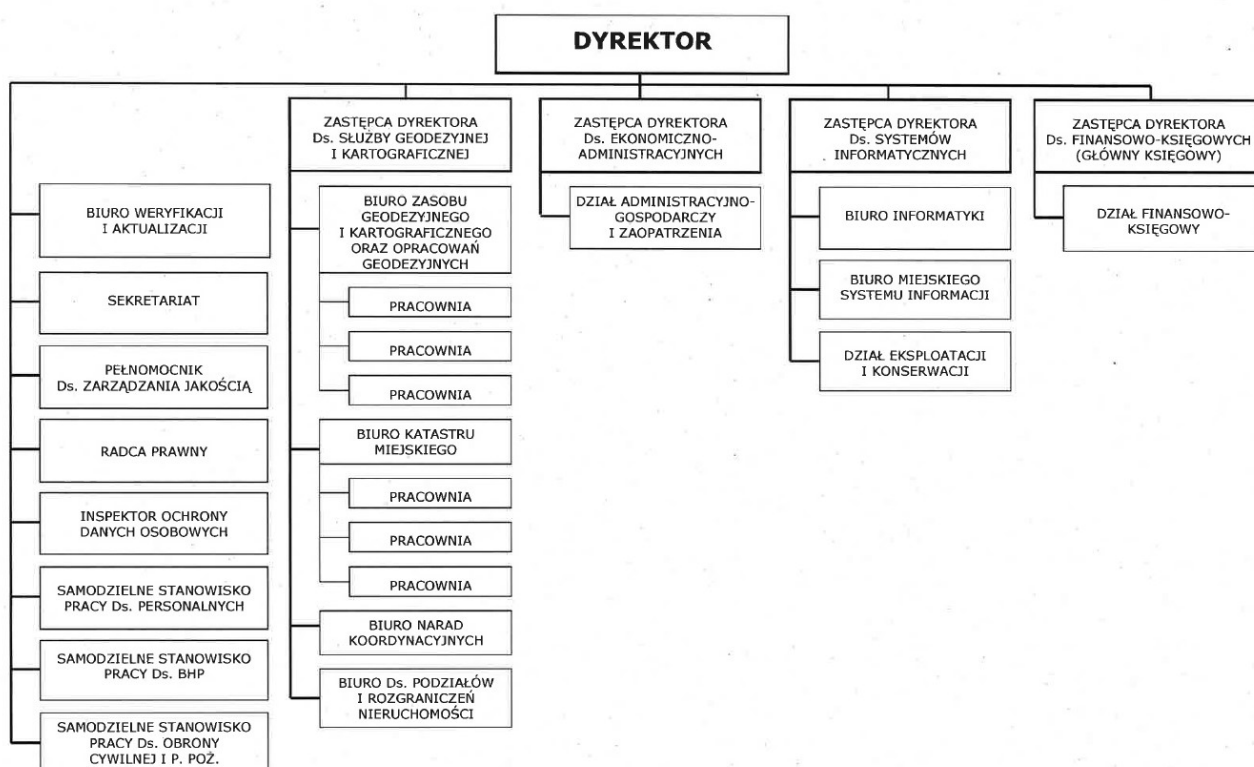 DYREKTOR
ZASTĘPCA DYREKTORA
Ds. SŁUŻBY GEODEZYJNEJ
I KARTOGRAFICZNEJ
ZASTĘPCA DYREKTORA
Ds. EKONOMICZNO-
ADMINISTRACYJNYCH
ZASTĘPCA DYREKTORA
Ds. SYSTEMÓW
INFORMATYCZNYCH
ZASTĘPCA DYREKTORA
Ds. FINANSOWO-KSIĘGOWYCH
(GŁÓWNY KSIĘGOWY)
BIURO WERYFIKACJI
I AKTUALIZACJI
SEKRETARIAT
PEŁNOMOCNIK
Ds. ZARZĄDZANIA JAKOŚCIĄ
RADCA PRAWNY
INSPEKTOR OCHRONY
DANYCH OSOBOWYCH
SAMODZIELNE STANOWISKO
PRACY Ds. PERSONALNYCH
SAMODZIELNE STANOWISKO
PRACY Ds. BHP
SAMODZIELNE STANOWISKO
PRACY Ds. OBRONY
CYWILNEJ I P. POŻ.
BIURO ZASOBU
GEODEZYJNEGO
I KARTOGRAFICZNEGO
ORAZ OPRACOWAŃ
GEODEZYJNYCH
PRACOWNIA
PRACOWNIA
PRACOWNIA
BIURO KATASTRU
MIEJSKIEGO
PRACOWNIA
PRACOWNIA
PRACOWNIA
BIURO NARAD
KOORDYNACYJNYCH
BIURO Ds. PODZIAŁÓW
I ROZGRANICZEŃ
NIERUCHOMOŚCI
DZIAŁ ADMINISTRACYJNO-
GOSPODARCZY
I ZAOPATRZENIA
BIURO INFORMATYKI
BIURO MIEJSKIEGO
SYSTEMU INFORMACJI
DZIAŁ EKSPLOATACJI
I KONSERWACJI
DZIAŁ FINANSOWO-
KSIĘGOWY